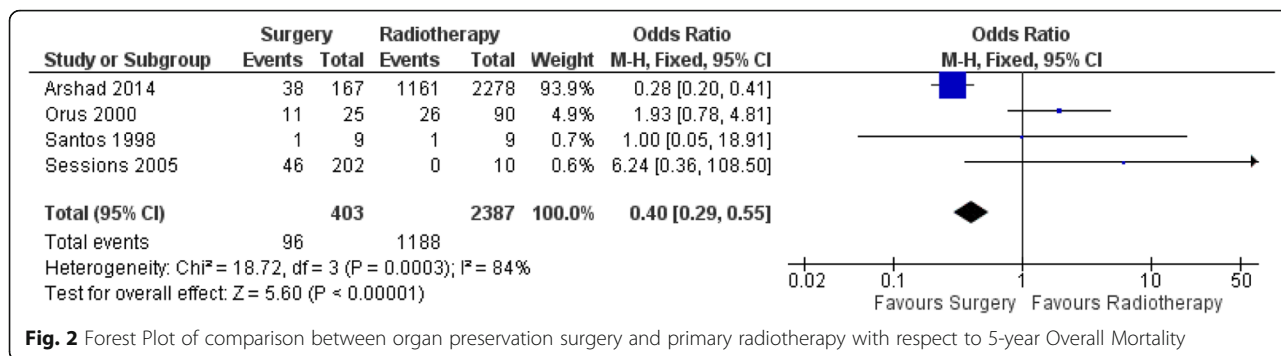 Surgery Radiotherapy Odds Ratio Odds Ratio
Study or Subgroup Events Total Events Total Weight M-H, Fixed, 95% CI M-H, Fixed, 95% CI
Arshad 2014 38 167 1161 2278 93.9% 0.28 [0.20, 0.41]
Orus 2000 11 25 26 90 4.9% 1.93 [0.78, 4.81]
Santos 1998 1 9 1 9 0.7% 1.00 [0.05, 18.91]
Sessions 2005 46 202 0 10 0.6% 6.24 [0.36, 108.50]
Total (95% CI) 403 2387 100.0% 0.40 [0.29, 0.55]
Total events 96 1188
Heterogeneity: Chi² = 18.72, df = 3 (P = 0.0003); I² = 84%
Test for overall effect: Z = 5.60 (P < 0.00001)
0.02 0.1 1 10 50
Favours Surgery Favours Radiotherapy
Fig. 2 Forest Plot of comparison between organ preservation surgery and primary radiotherapy with respect to 5-year Overall Mortality